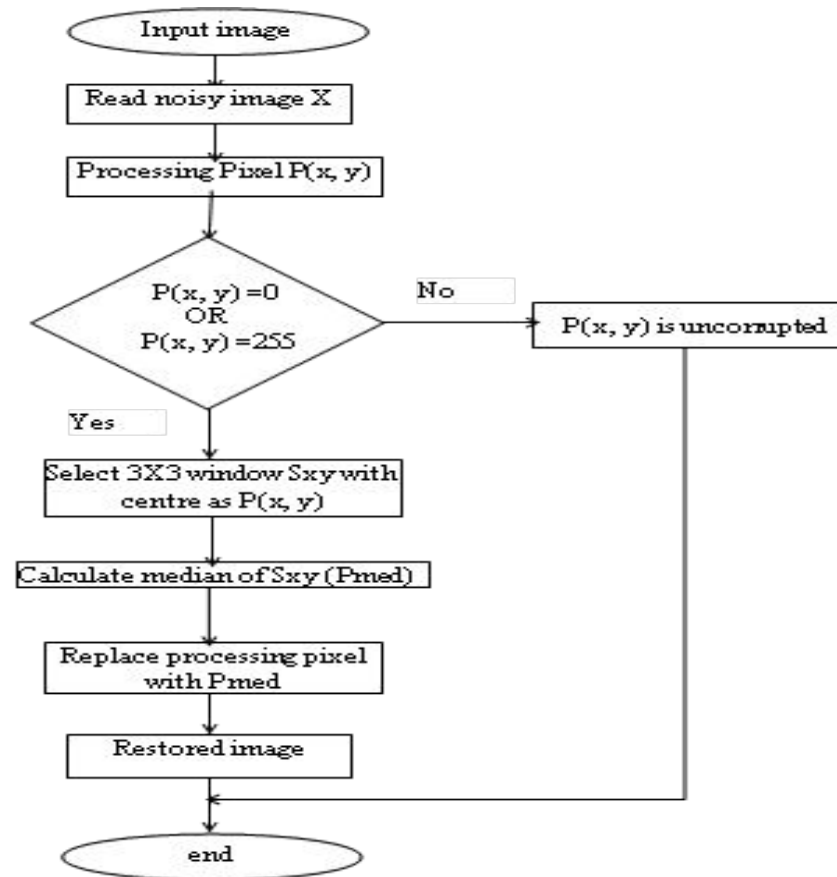 Input image
Read noisy image X
Processing Pixel P(x, y)
P(x, y) =0
OR
P(x, y) =255
No
P(x, y) is uncorrupted
Yes
Select 3X3 window Sxy with
centre as P(x, y)
Calculate median of Sxy (Pmed)
Replace processing pixel
with Pmed
Restored image
end